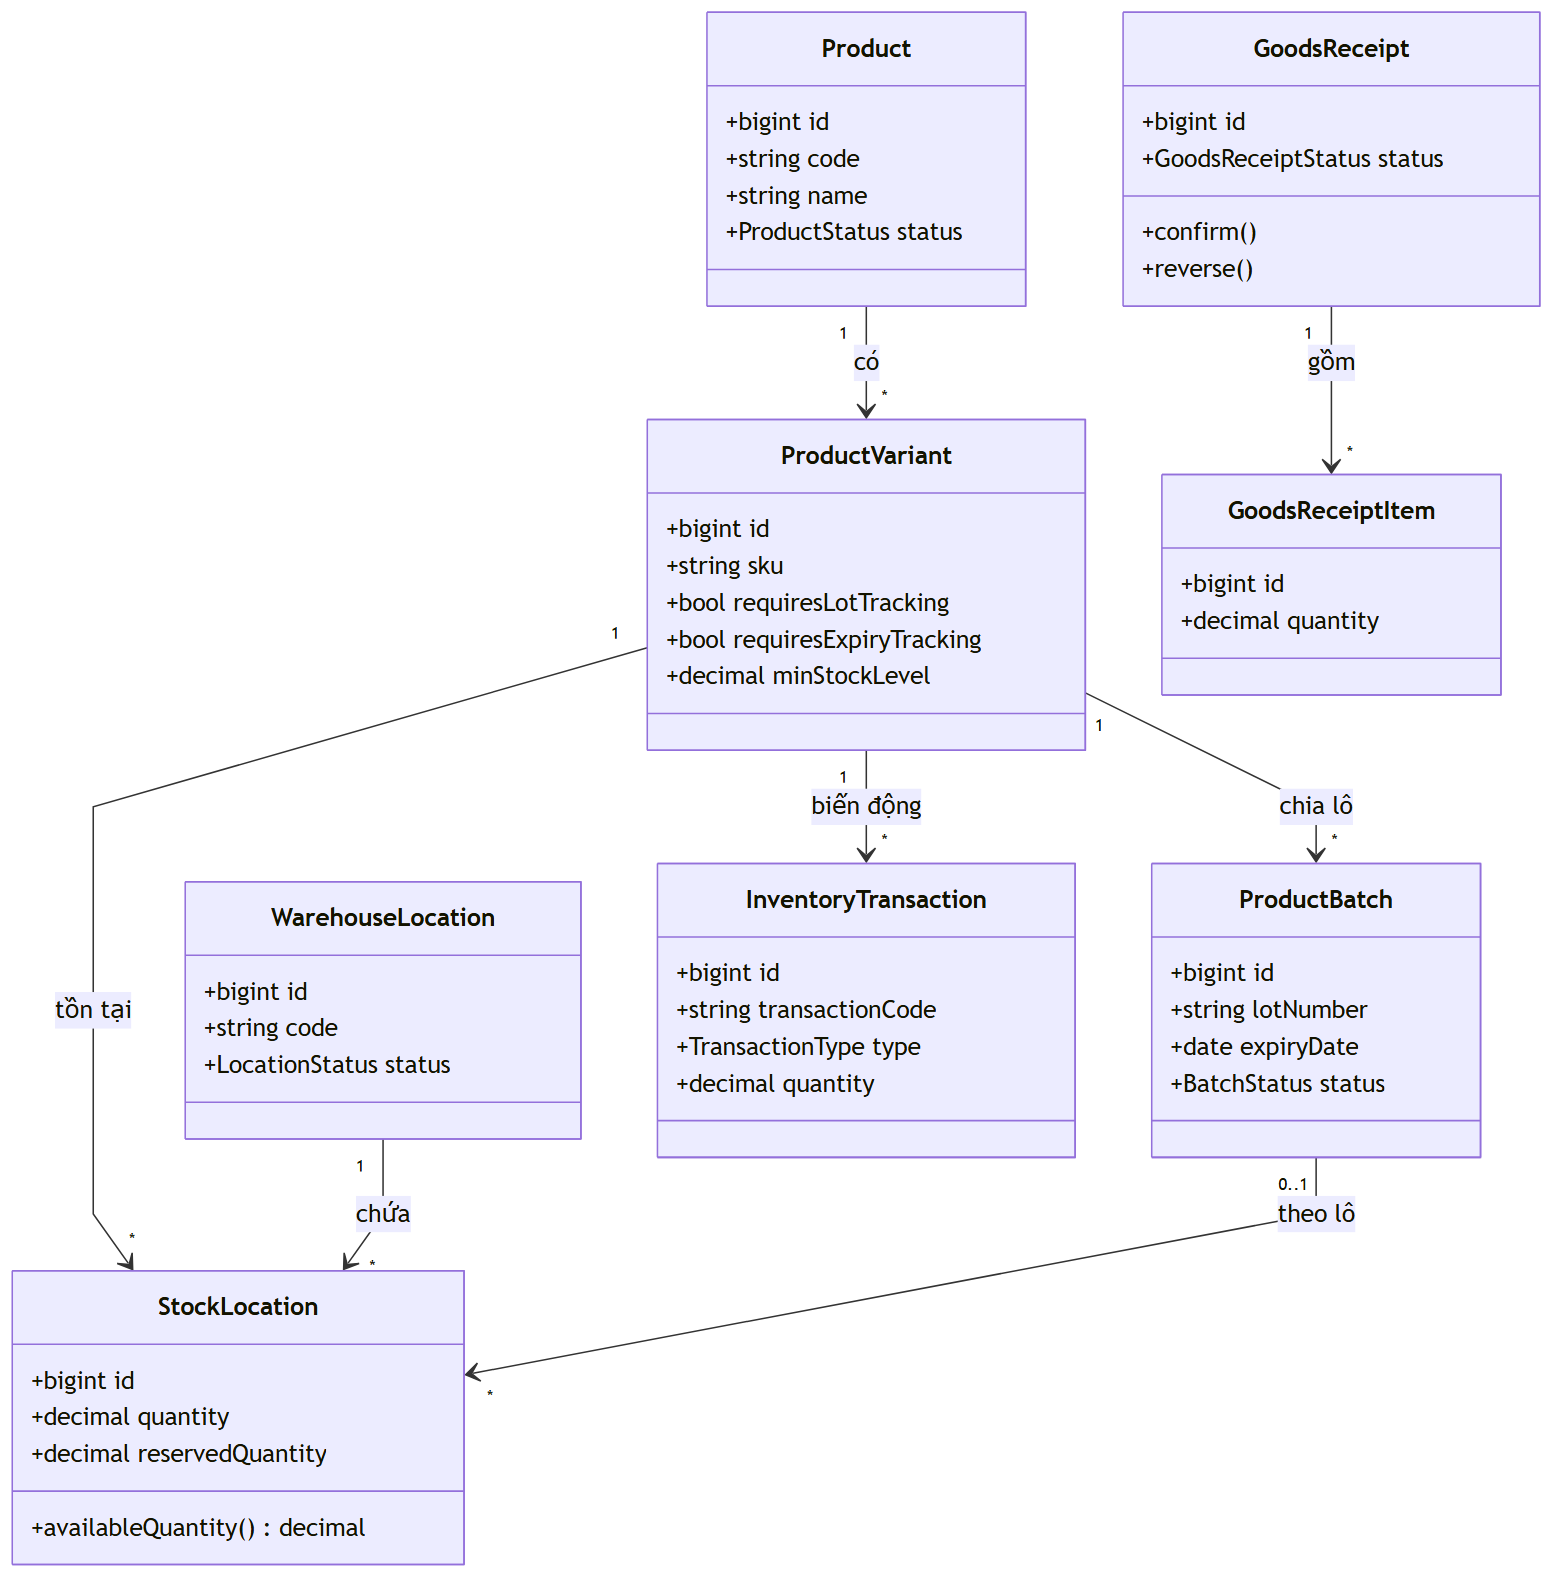 Product
+bigint id
+string code
+string name
+ProductStatus status
GoodsReceipt
+bigint id
+GoodsReceiptStatus status
+confirm()
+reverse()
1
có
*
1
gồm
*
ProductVariant
+bigint id
+string sku
+bool requiresLotTracking
+bool requiresExpiryTracking
+decimal minStockLevel
GoodsReceiptItem
+bigint id
+decimal quantity
1
tồn tại
*
1
biến động
*
1
chia lô
*
WarehouseLocation
+bigint id
+string code
+LocationStatus status
InventoryTransaction
+bigint id
+string transactionCode
+TransactionType type
+decimal quantity
ProductBatch
+bigint id
+string lotNumber
+date expiryDate
+BatchStatus status
1
chứa
*
0..1
theo lô
*
StockLocation
+bigint id
+decimal quantity
+decimal reservedQuantity
+availableQuantity() : decimal